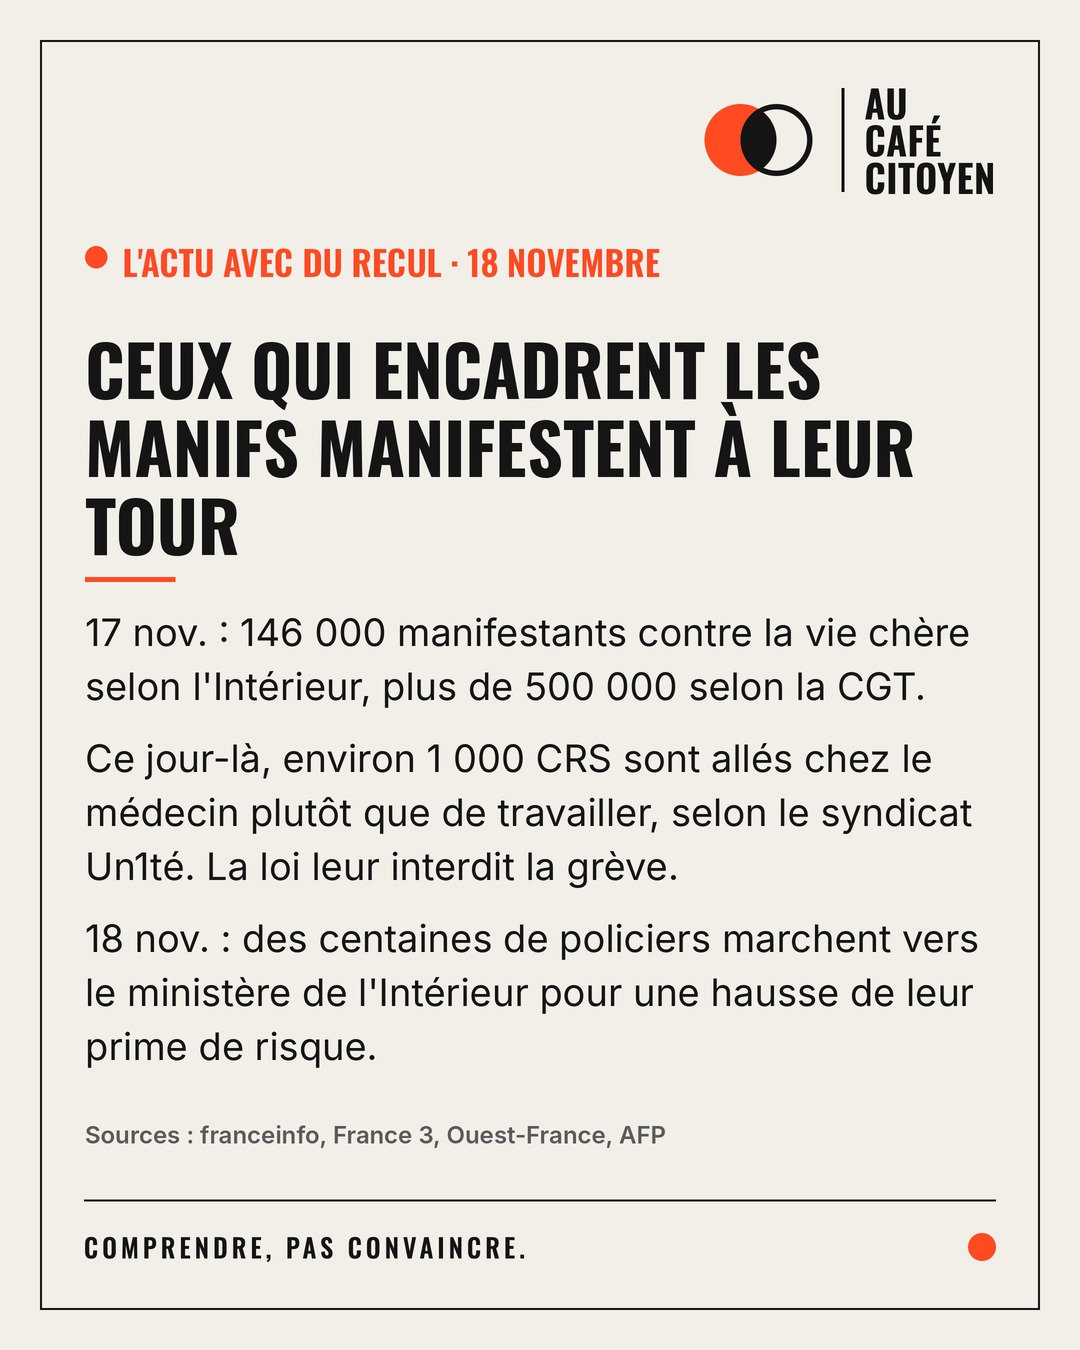 AU
CAFÉ
CITOYEN
L'ACTU AVEC DU RECUL · 18 NOVEMBRE
CEUX QUI ENCADRENT LES
MANIFS MANIFESTENT À LEUR
TOUR
17 nov. : 146 000 manifestants contre la vie chère
selon l'Intérieur, plus de 500 000 selon la CGT.
Ce jour-là, environ 1 000 CRS sont allés chez le
médecin plutôt que de travailler, selon le syndicat
Un1té. La loi leur interdit la grève.
18 nov. : des centaines de policiers marchent vers
le ministère de l'Intérieur pour une hausse de leur
prime de risque.
Sources : franceinfo, France 3, Ouest-France, AFP
COMPRENDRE, PAS CONVAINCRE.